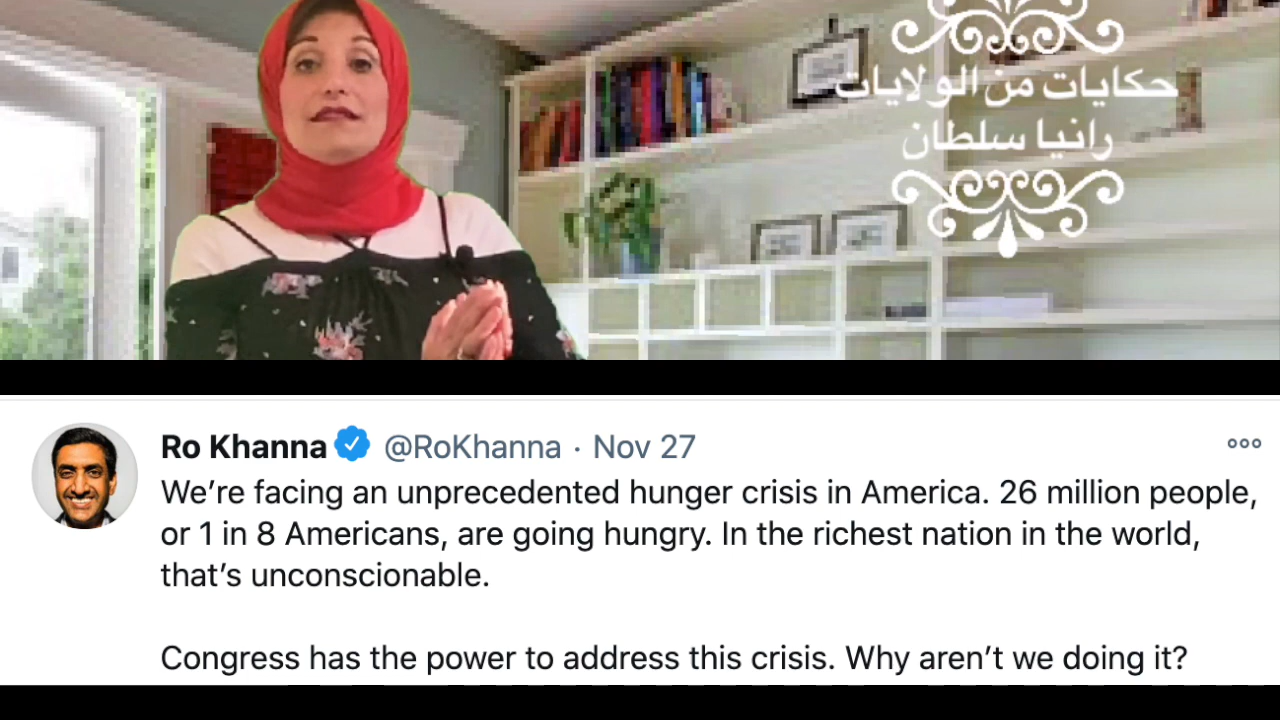 حكايات من الولايات
رانيا سلطان
Ro Khanna @RoKhanna · Nov 27
We’re facing an unprecedented hunger crisis in America. 26 million people,
or 1 in 8 Americans, are going hungry. In the richest nation in the world,
that’s unconscionable.
Congress has the power to address this crisis. Why aren’t we doing it?